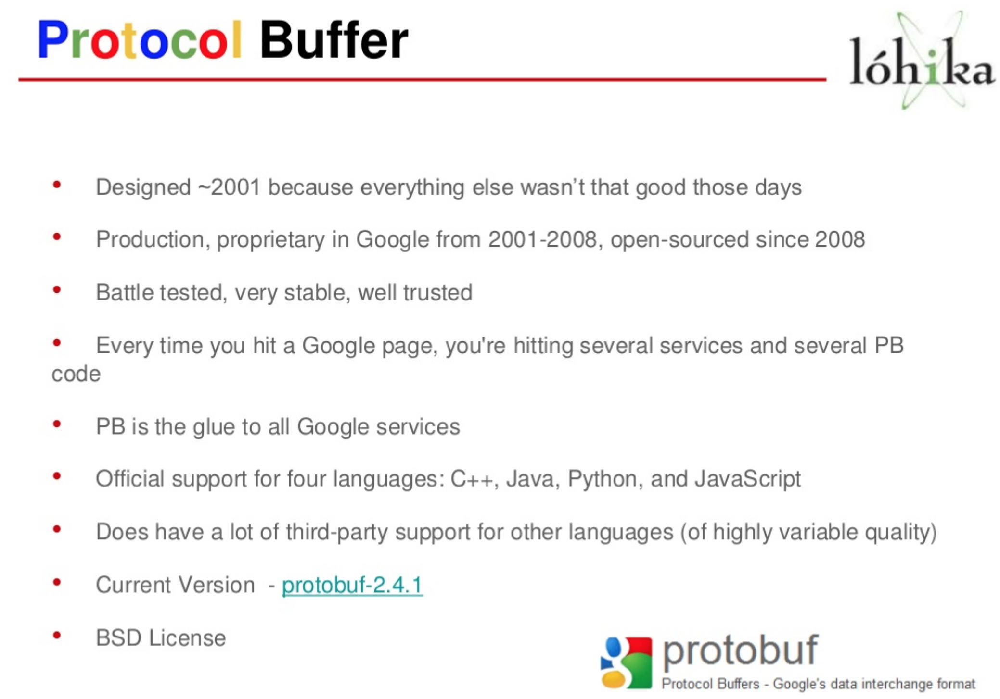 Protocol Buffer
lóhika
• Designed ~2001 because everything else wasn't that good those days
• Production, proprietary in Google from 2001-2008, open-sourced since 2008
• Battle tested, very stable, well trusted
• Every time you hit a Google page, you're hitting several services and several PB
code
• PB is the glue to all Google services
• Official support for four languages: C++, Java, Python, and JavaScript
• Does have a lot of third-party support for other languages (of highly variable quality)
• Current Version - protobuf-2.4.1
• BSD License
protobuf
Protocol Buffers - Google's data interchange format